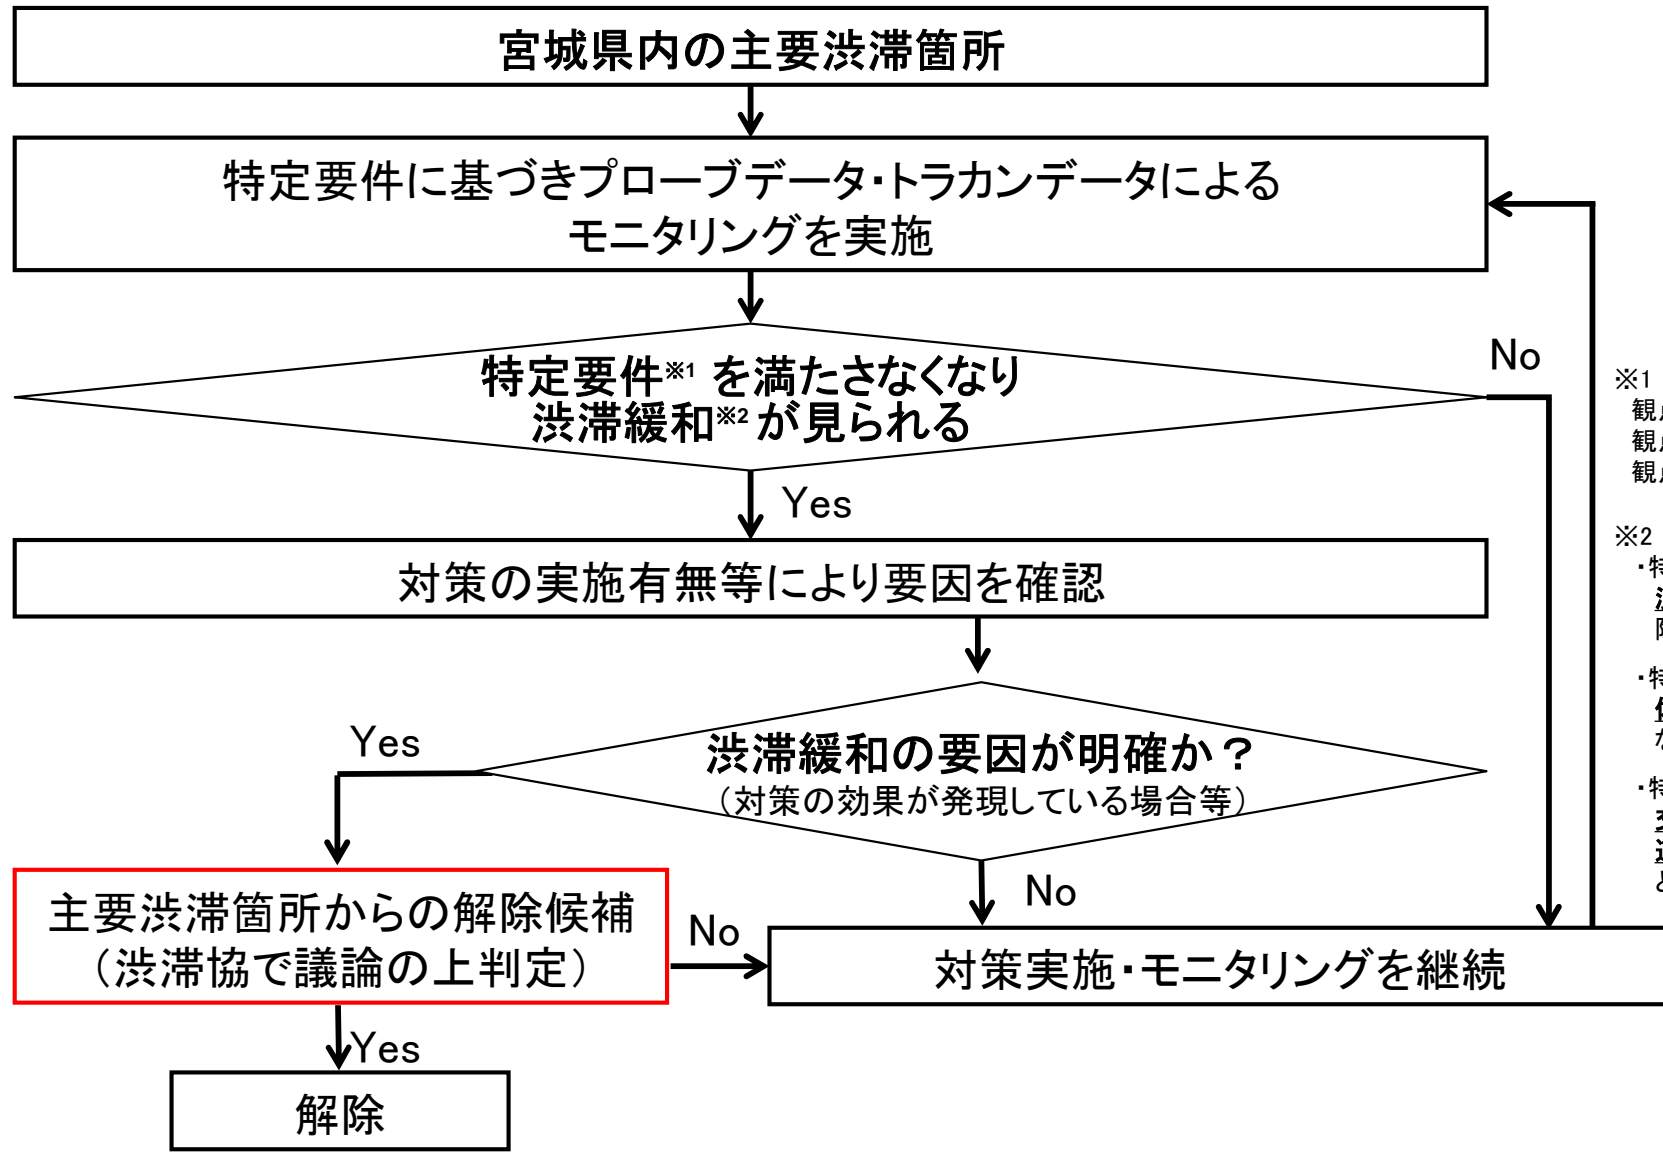 宮城県内の主要渋滞箇所
特定要件に基づきプローブデータ・トラカンデータによる
モニタリングを実施
特定要件※1 を満たさなくなり
渋滞緩和※2 が見られる
No
Yes
対策の実施有無等により要因を確認
渋滞緩和の要因が明確か？
（対策の効果が発現している場合等）
Yes
No
主要渋滞箇所からの解除候補
（渋滞協で議論の上判定）
No
対策実施・モニタリングを継続
Yes
解除
※1
観
観
観
※2
・特
・特
・特